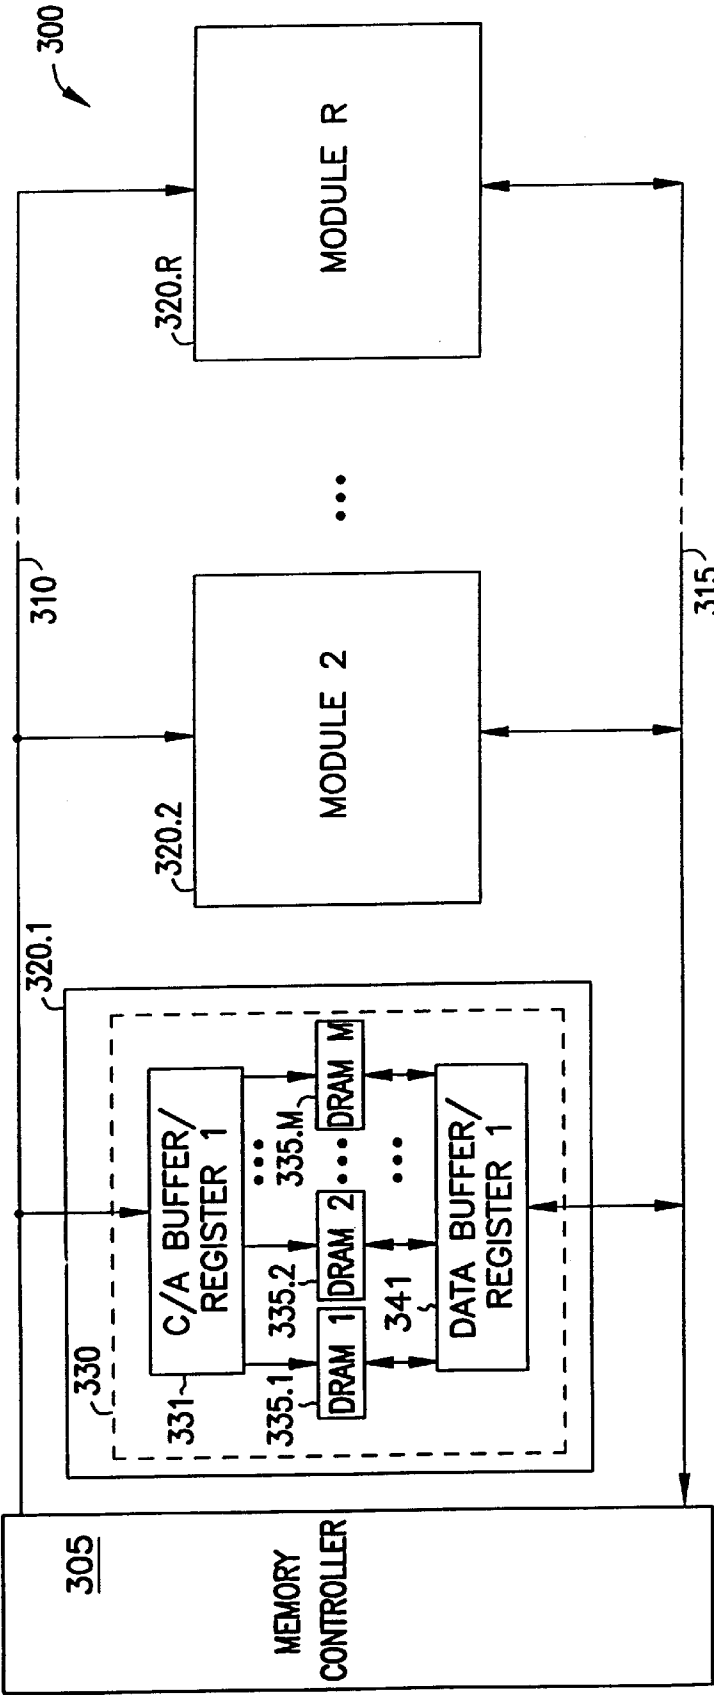 300
310
320.1
320.2
320.R
MODULE 2
MODULE R
•••
330
C/A BUFFER/
REGISTER 1
331
•••
335.1
335.2
335.M
DRAM 1
DRAM 2
•••
DRAM M
•••
341
DATA BUFFER/
REGISTER 1
305
MEMORY
CONTROLLER
315